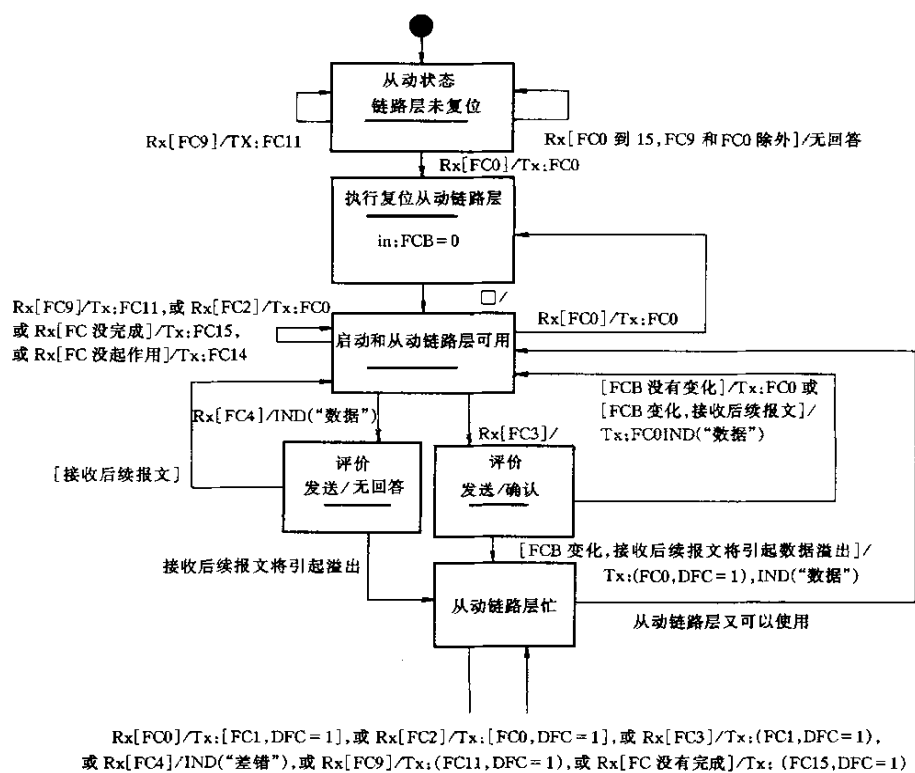 从动状态
链路层未复位
Rx[FC9]/TX:FC11
Rx[FC0 到 15,FC9 和 FC0 除外]/无回答
Rx[FC0]/Tx:FC0
执行复位从动链路层
in:FCB=0
□/
Rx[FC9]/Tx:FC11,或 Rx[FC2]/Tx:FC0
或 Rx[FC 没完成]/Tx:FC15,
或 Rx[FC 没起作用]/Tx:FC14
启动和从动链路层可用
Rx[FC0]/Tx:FC0
[FCB 没有变化]/Tx:FC0 或
[FCB 变化,接收后续报文]/
Tx:FC0IND(“数据”)
Rx[FC4]/IND(“数据”)
Rx[FC3]/
[接收后续报文]
评价
发送/无回答
评价
发送/确认
接收后续报文将引起溢出
[FCB 变化,接收后续报文将引起数据溢出]/
Tx:(FC0,DFC=1),IND(“数据”)
从动链路层忙
从动链路层又可以使用
Rx[FC0]/Tx:[FC1,DFC=1],或 Rx[FC2]/Tx:[FC0,DFC=1],或 Rx[FC3]/Tx:(FC1,DFC=1),
或 Rx[FC4]/IND(“差错”),或 Rx[FC9]/Tx:(FC11,DFC=1),或 Rx[FC 没有完成]/Tx: (FC15,DFC=1)